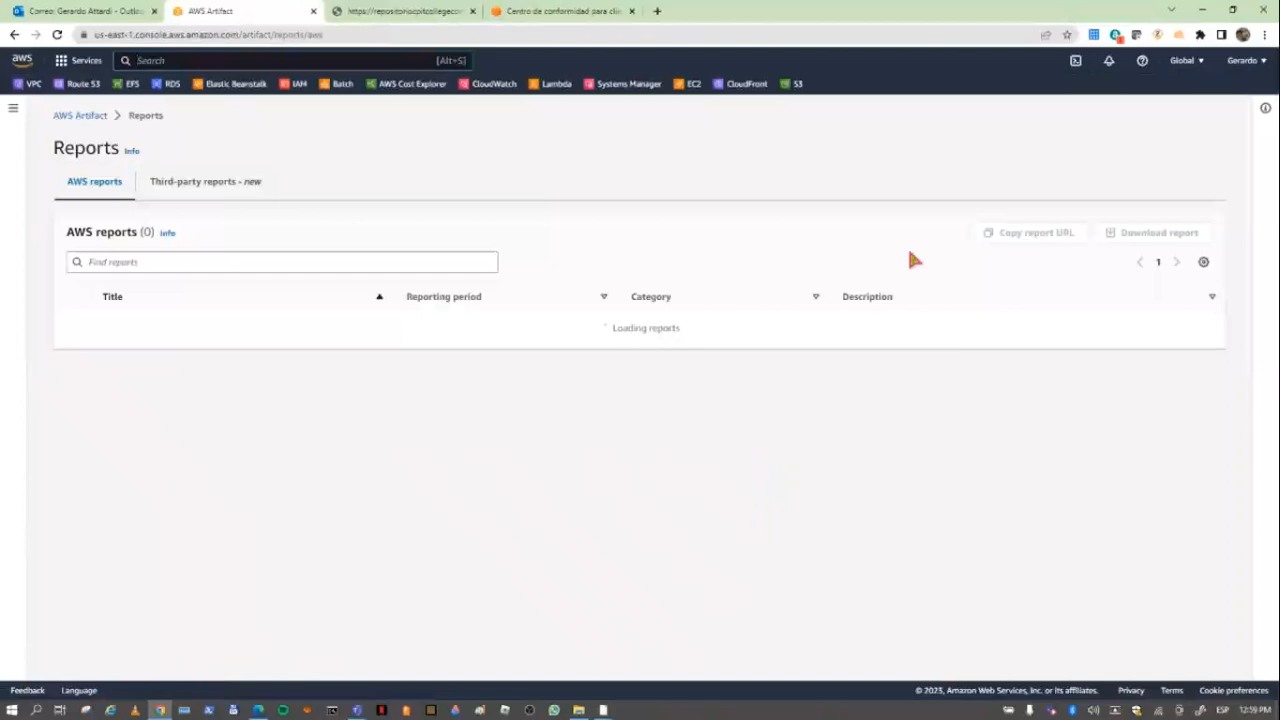 Correo: Gerardo Attardi - Outlo
AWS Artifact
https://repositoriocpitcollegecon
Centro de conformidad para clie
us-east-1.console.aws.amazon.com/artifact/reports/aws
aws
Services
Search
[Alt+S]
Global
Gerardo
VPC
Route 53
EFS
RDS
Elastic Beanstalk
IAM
Batch
AWS Cost Explorer
CloudWatch
Lambda
Systems Manager
EC2
CloudFront
S3
AWS Artifact > Reports
Reports Info
AWS reports
Third-party reports - new
AWS reports (0) Info
Copy report URL
Download report
Find reports
1
Title
Reporting period
Category
Description
Loading reports
Feedback
Language
© 2023, Amazon Web Services, Inc. or its affiliates.
Privacy
Terms
Cookie preferences
ESP
12:59 PM